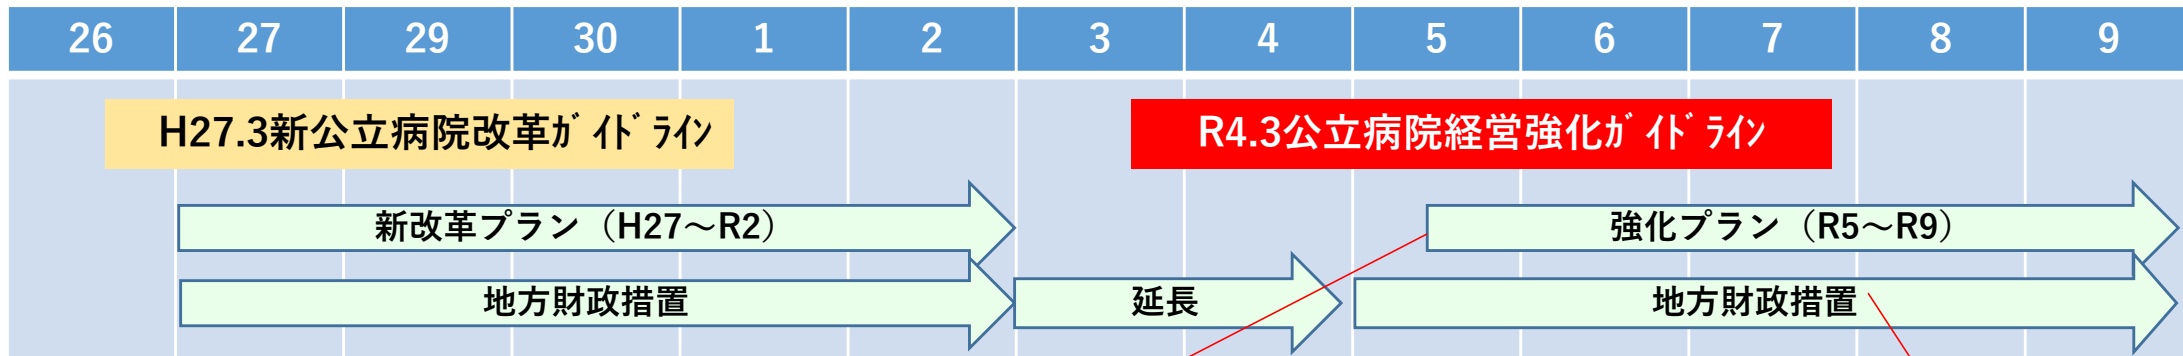 26 27 29 30 1 2 3 4 5 6 7 8 9
H27.3新公立病院改革ｶﾞｲﾄﾞﾗｲﾝ
R4.3公立病院経営強化ｶﾞｲﾄﾞﾗｲﾝ
新改革プラン（H27～R2）
強化プラン（R5～R9）
地方財政措置
延長
地方財政措置